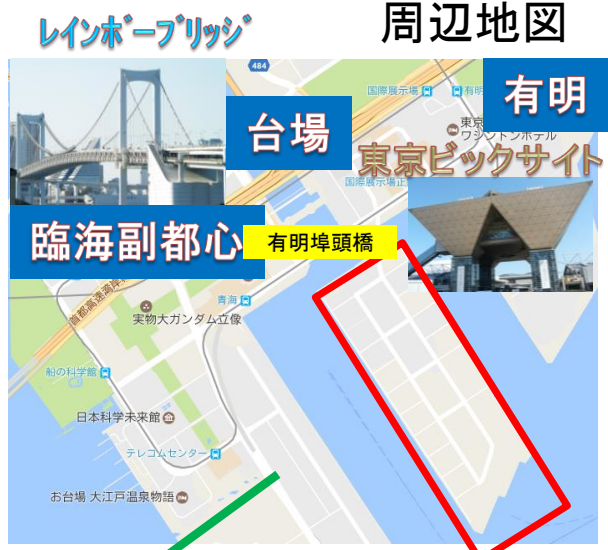 レインボーブリッジ
周辺地図
484
国際展示場
有明
有明
台場
東京
ワシントンホテル
東京ビックサイト
国際展示場正
臨海副都心
有明埠頭橋
首都高速湾岸
青海
実物大ガンダム立像
船の科学館
日本科学未来館
テレコムセンター
お台場 大江戸温泉物語